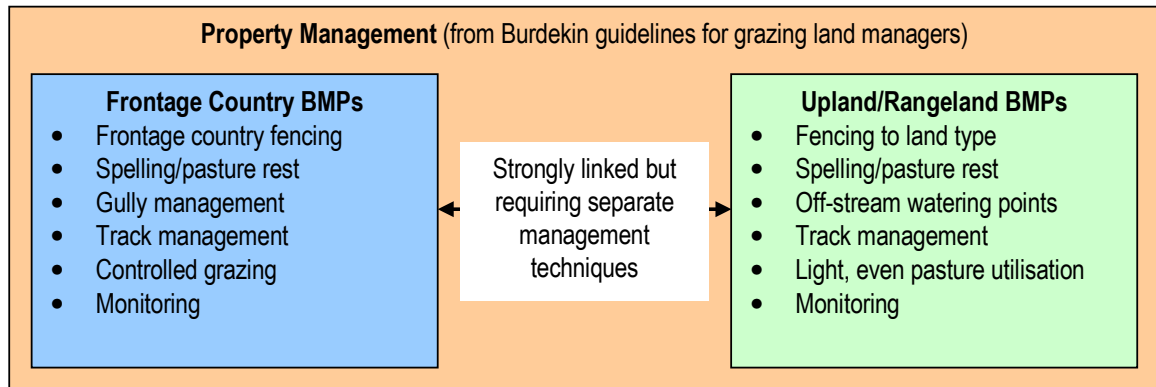 Property Management (from Burdekin guidelines for grazing land managers)
Frontage Country BMPs
• Frontage country fencing
• Spelling/pasture rest
• Gully management
• Track management
• Controlled grazing
• Monitoring
Strongly linked but
requiring separate
management
techniques
Upland/Rangeland BMPs
• Fencing to land type
• Spelling/pasture rest
• Off-stream watering points
• Track management
• Light, even pasture utilisation
• Monitoring